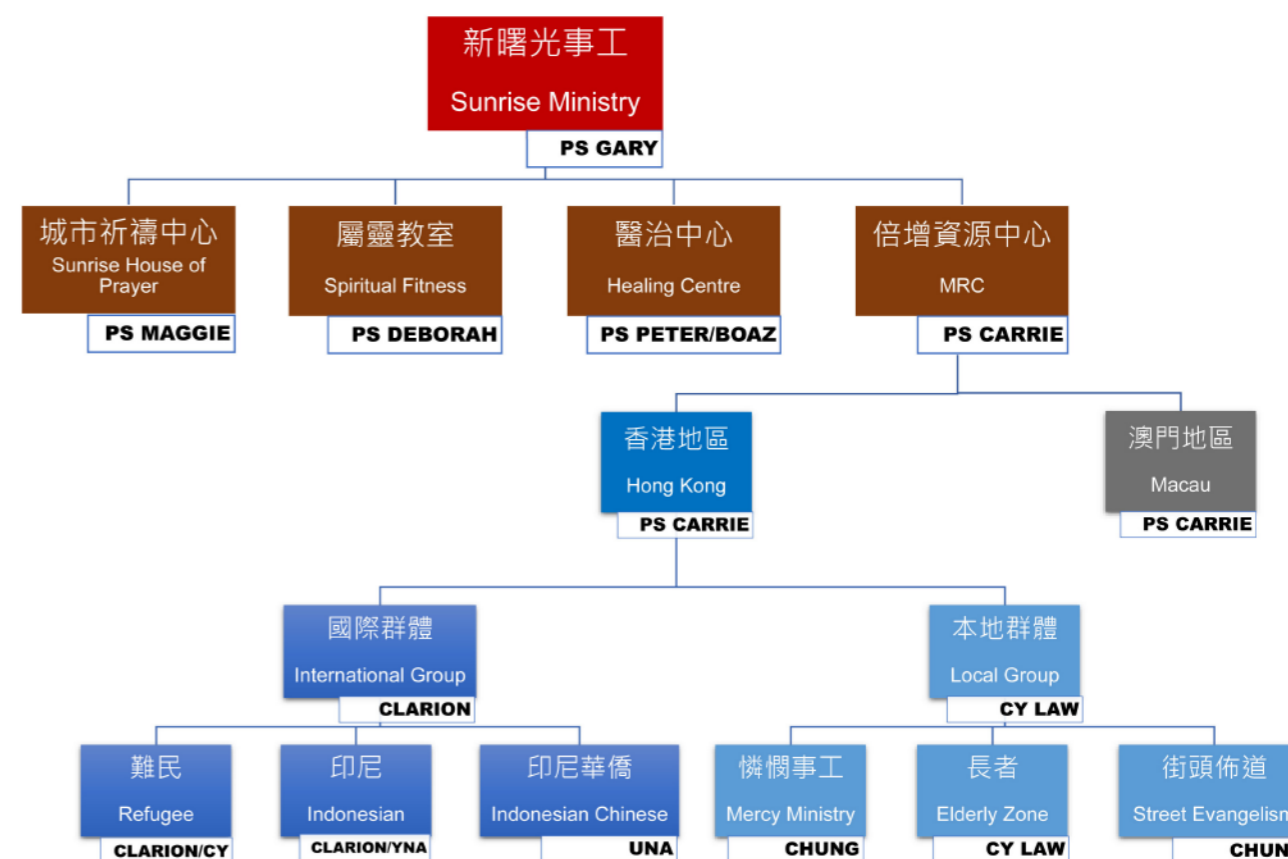 新曙光事工
Sunrise Ministry
PS GARY
城市祈禱中心
Sunrise House of
Prayer
PS MAGGIE
屬靈教室
Spiritual Fitness
PS DEBORAH
醫治中心
Healing Centre
PS PETER/BOAZ
倍增資源中心
MRC
PS CARRIE
香港地區
Hong Kong
PS CARRIE
澳門地區
Macau
PS CARRIE
國際群體
International Group
CLARION
本地群體
Local Group
CY LAW
難民
Refugee
CLARION/CY
印尼
Indonesian
CLARION/YNA
印尼華僑
Indonesian Chinese
UNA
憐憫事工
Mercy Ministry
CHUNG
長者
Elderly Zone
CY LAW
街頭佈道
Street Evangelism
CHUN